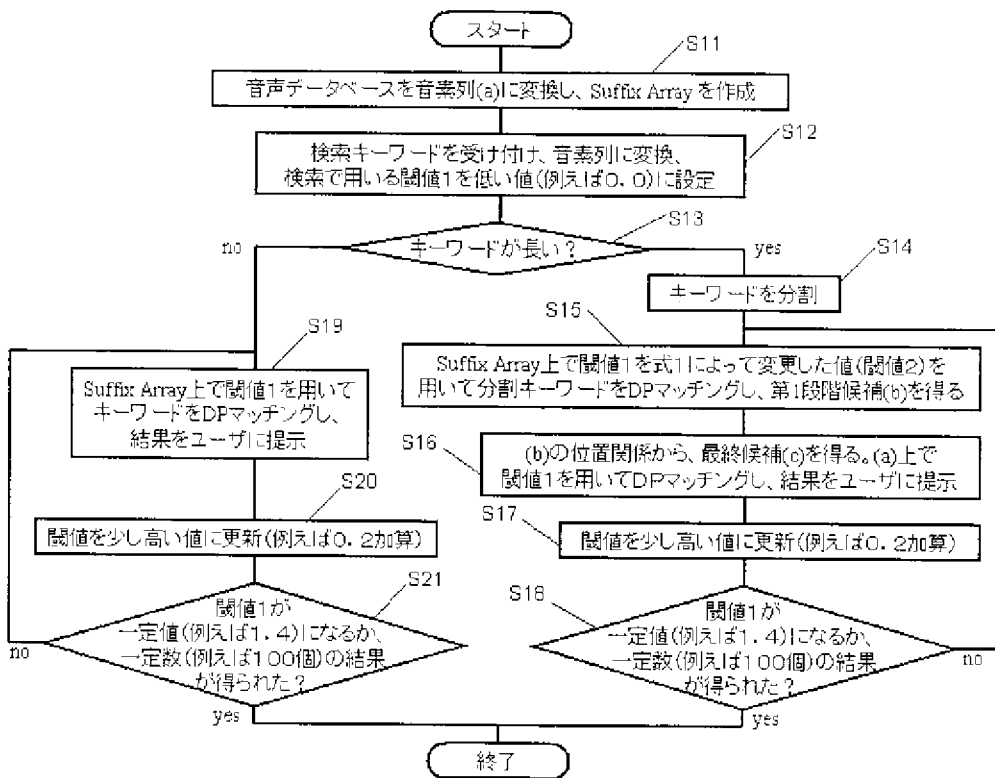 スタート
S11
音声データベースを音素列(a)に変換し、Suffix Arrayを作成
S12
検索キーワードを受け付け、音素列に変換、
検索で用いる閾値1を低い値(例えば0.0)に設定
S13
キーワードが長い?
no
yes
S14
キーワードを分割
S15
Suffix Array上で閾値1を式1によって変更した値(閾値2)を
用いて分割キーワードをDPマッチングし、第1段階候補(b)を得る
S16
(b)の位置関係から、最終候補(c)を得る。(a)上で
閾値1を用いてDPマッチングし、結果をユーザに提示
S17
閾値を少し高い値に更新(例えば0.2加算)
S18
閾値1が
一定値(例えば1.4)になるか、
一定数(例えば100個)の結果
が得られた?
no
yes
S19
Suffix Array上で閾値1を用いて
キーワードをDPマッチングし、
結果をユーザに提示
S20
閾値を少し高い値に更新(例えば0.2加算)
S21
閾値1が
一定値(例えば1.4)になるか、
一定数(例えば100個)の結果
が得られた?
no
yes
終了